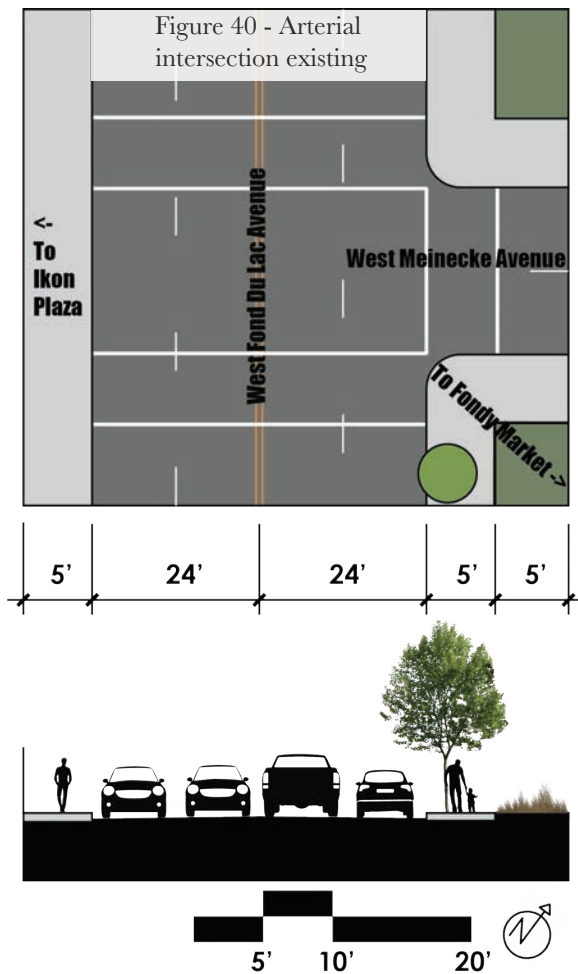 Figure 40 - Arterial
intersection existing
<-
To
Ikon
Plaza
West Fond Du Lac Avenue
West Meinecke Avenue
To Fondy Market ->
5' 24' 24' 5' 5'
N
5' 10' 20'